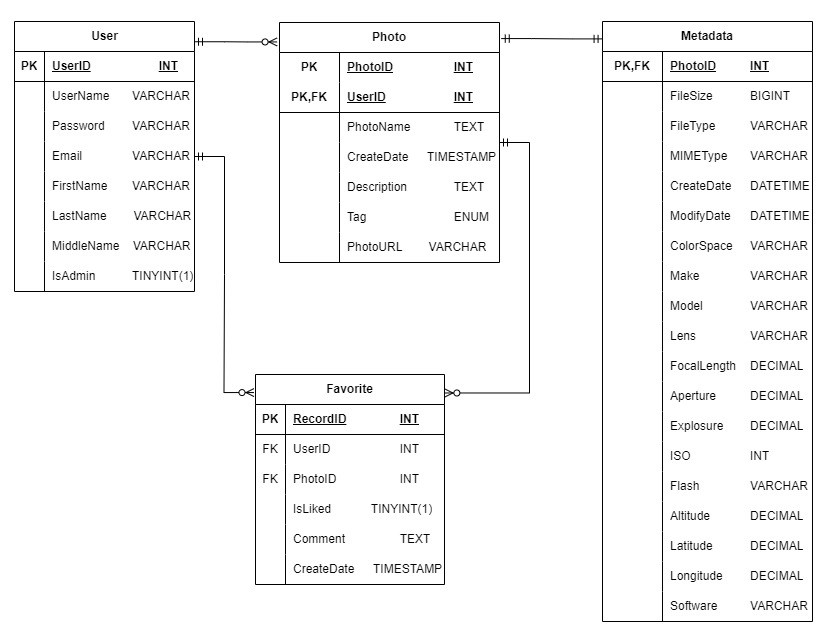 User
PK UserID INT
UserName VARCHAR
Password VARCHAR
Email VARCHAR
FirstName VARCHAR
LastName VARCHAR
MiddleName VARCHAR
IsAdmin TINYINT(1)
Photo
PK PhotoID INT
PK,FK UserID INT
PhotoName TEXT
CreateDate TIMESTAMP
Description TEXT
Tag ENUM
PhotoURL VARCHAR
Metadata
PK,FK PhotoID INT
FileSize BIGINT
FileType VARCHAR
MIMEType VARCHAR
CreateDate DATETIME
ModifyDate DATETIME
ColorSpace VARCHAR
Make VARCHAR
Model VARCHAR
Lens VARCHAR
FocalLength DECIMAL
Aperture DECIMAL
Explosure DECIMAL
ISO INT
Flash VARCHAR
Altitude DECIMAL
Latitude DECIMAL
Longitude DECIMAL
Software VARCHAR
Favorite
PK RecordID INT
FK UserID INT
FK PhotoID INT
IsLiked TINYINT(1)
Comment TEXT
CreateDate TIMESTAMP